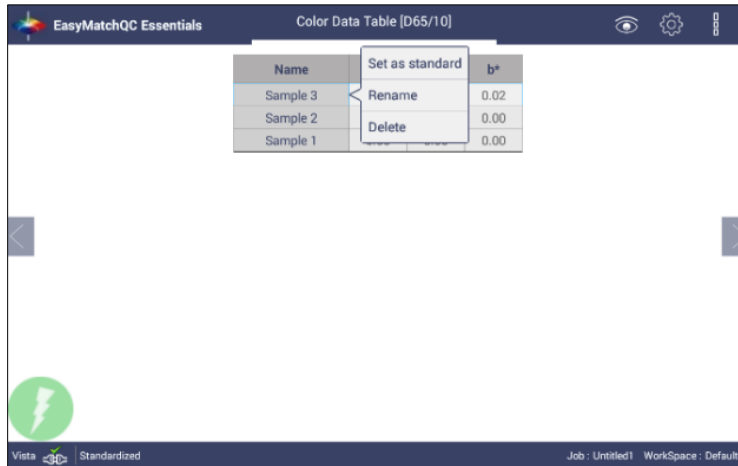 EasyMatchQC Essentials
Color Data Table [D65/10]
Name
b*
Set as standard
Sample 3
Rename
0.02
Sample 2
Delete
0.00
Sample 1
0.00
Vista
Standardized
Job : Untitled1
WorkSpace : Default